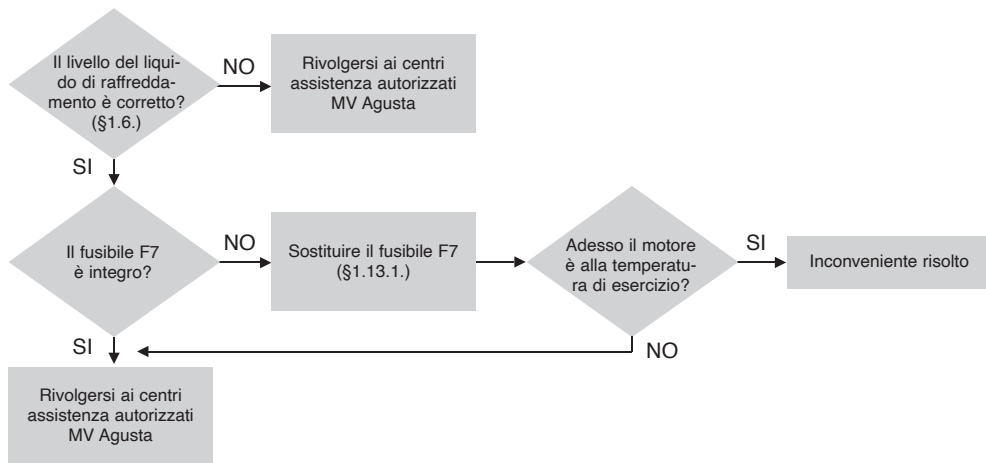 Il livello del liqui-
do di raffredda-
mento è corretto?
(§1.6.)
NO
Rivolgersi ai centri
assistenza autorizzati
MV Agusta
SI
Il fusibile F7
è integro?
NO
Sostituire il fusibile F7
(§1.13.1.)
Adesso il motore
è alla temperatu-
ra di esercizio?
SI
Inconveniente risolto
SI
NO
Rivolgersi ai centri
assistenza autorizzati
MV Agusta